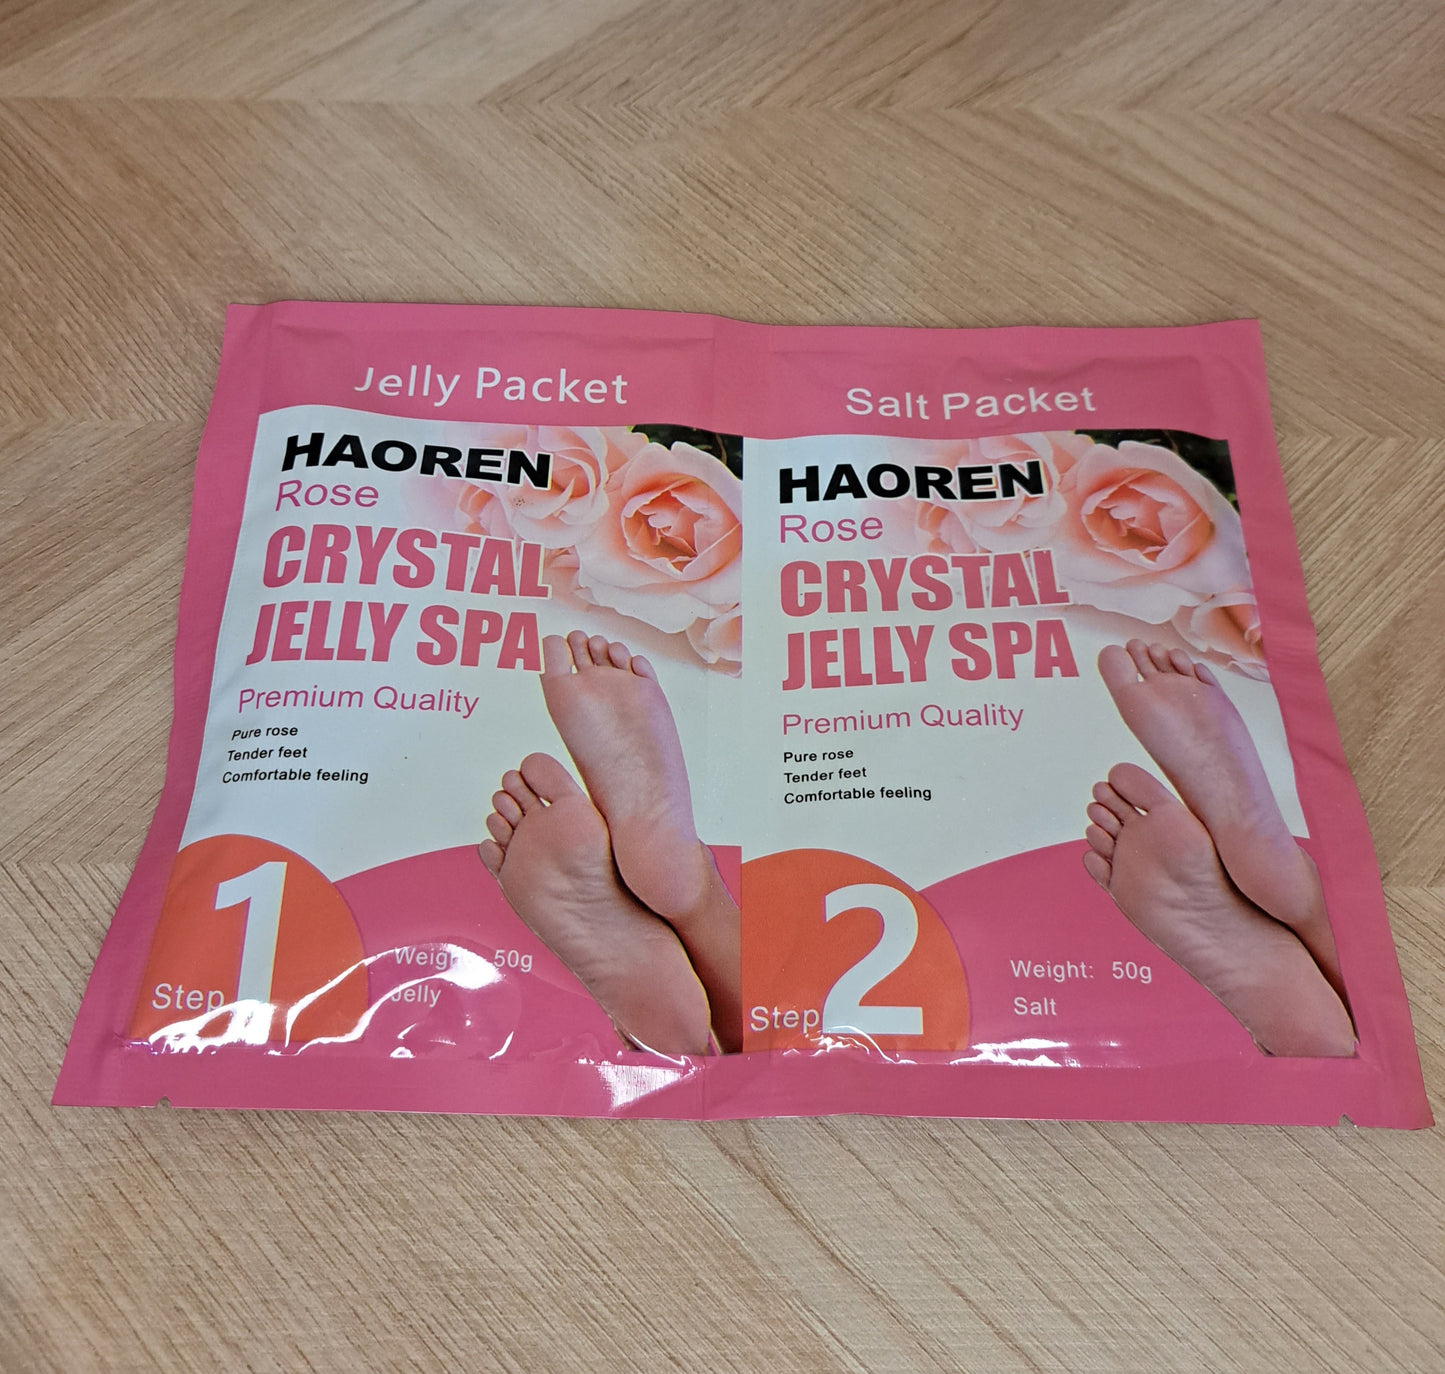 Jelly Packet
HAOREN
Rose
CRYSTAL
JELLY SPA
Premium Quality
Pure rose
Tender feet
Comfortable feeling
Step 1
Weight: 50g
Jelly
Salt Packet
HAOREN
Rose
CRYSTAL
JELLY SPA
Premium Quality
Pure rose
Tender feet
Comfortable feeling
Step 2
Weight: 50g
Salt